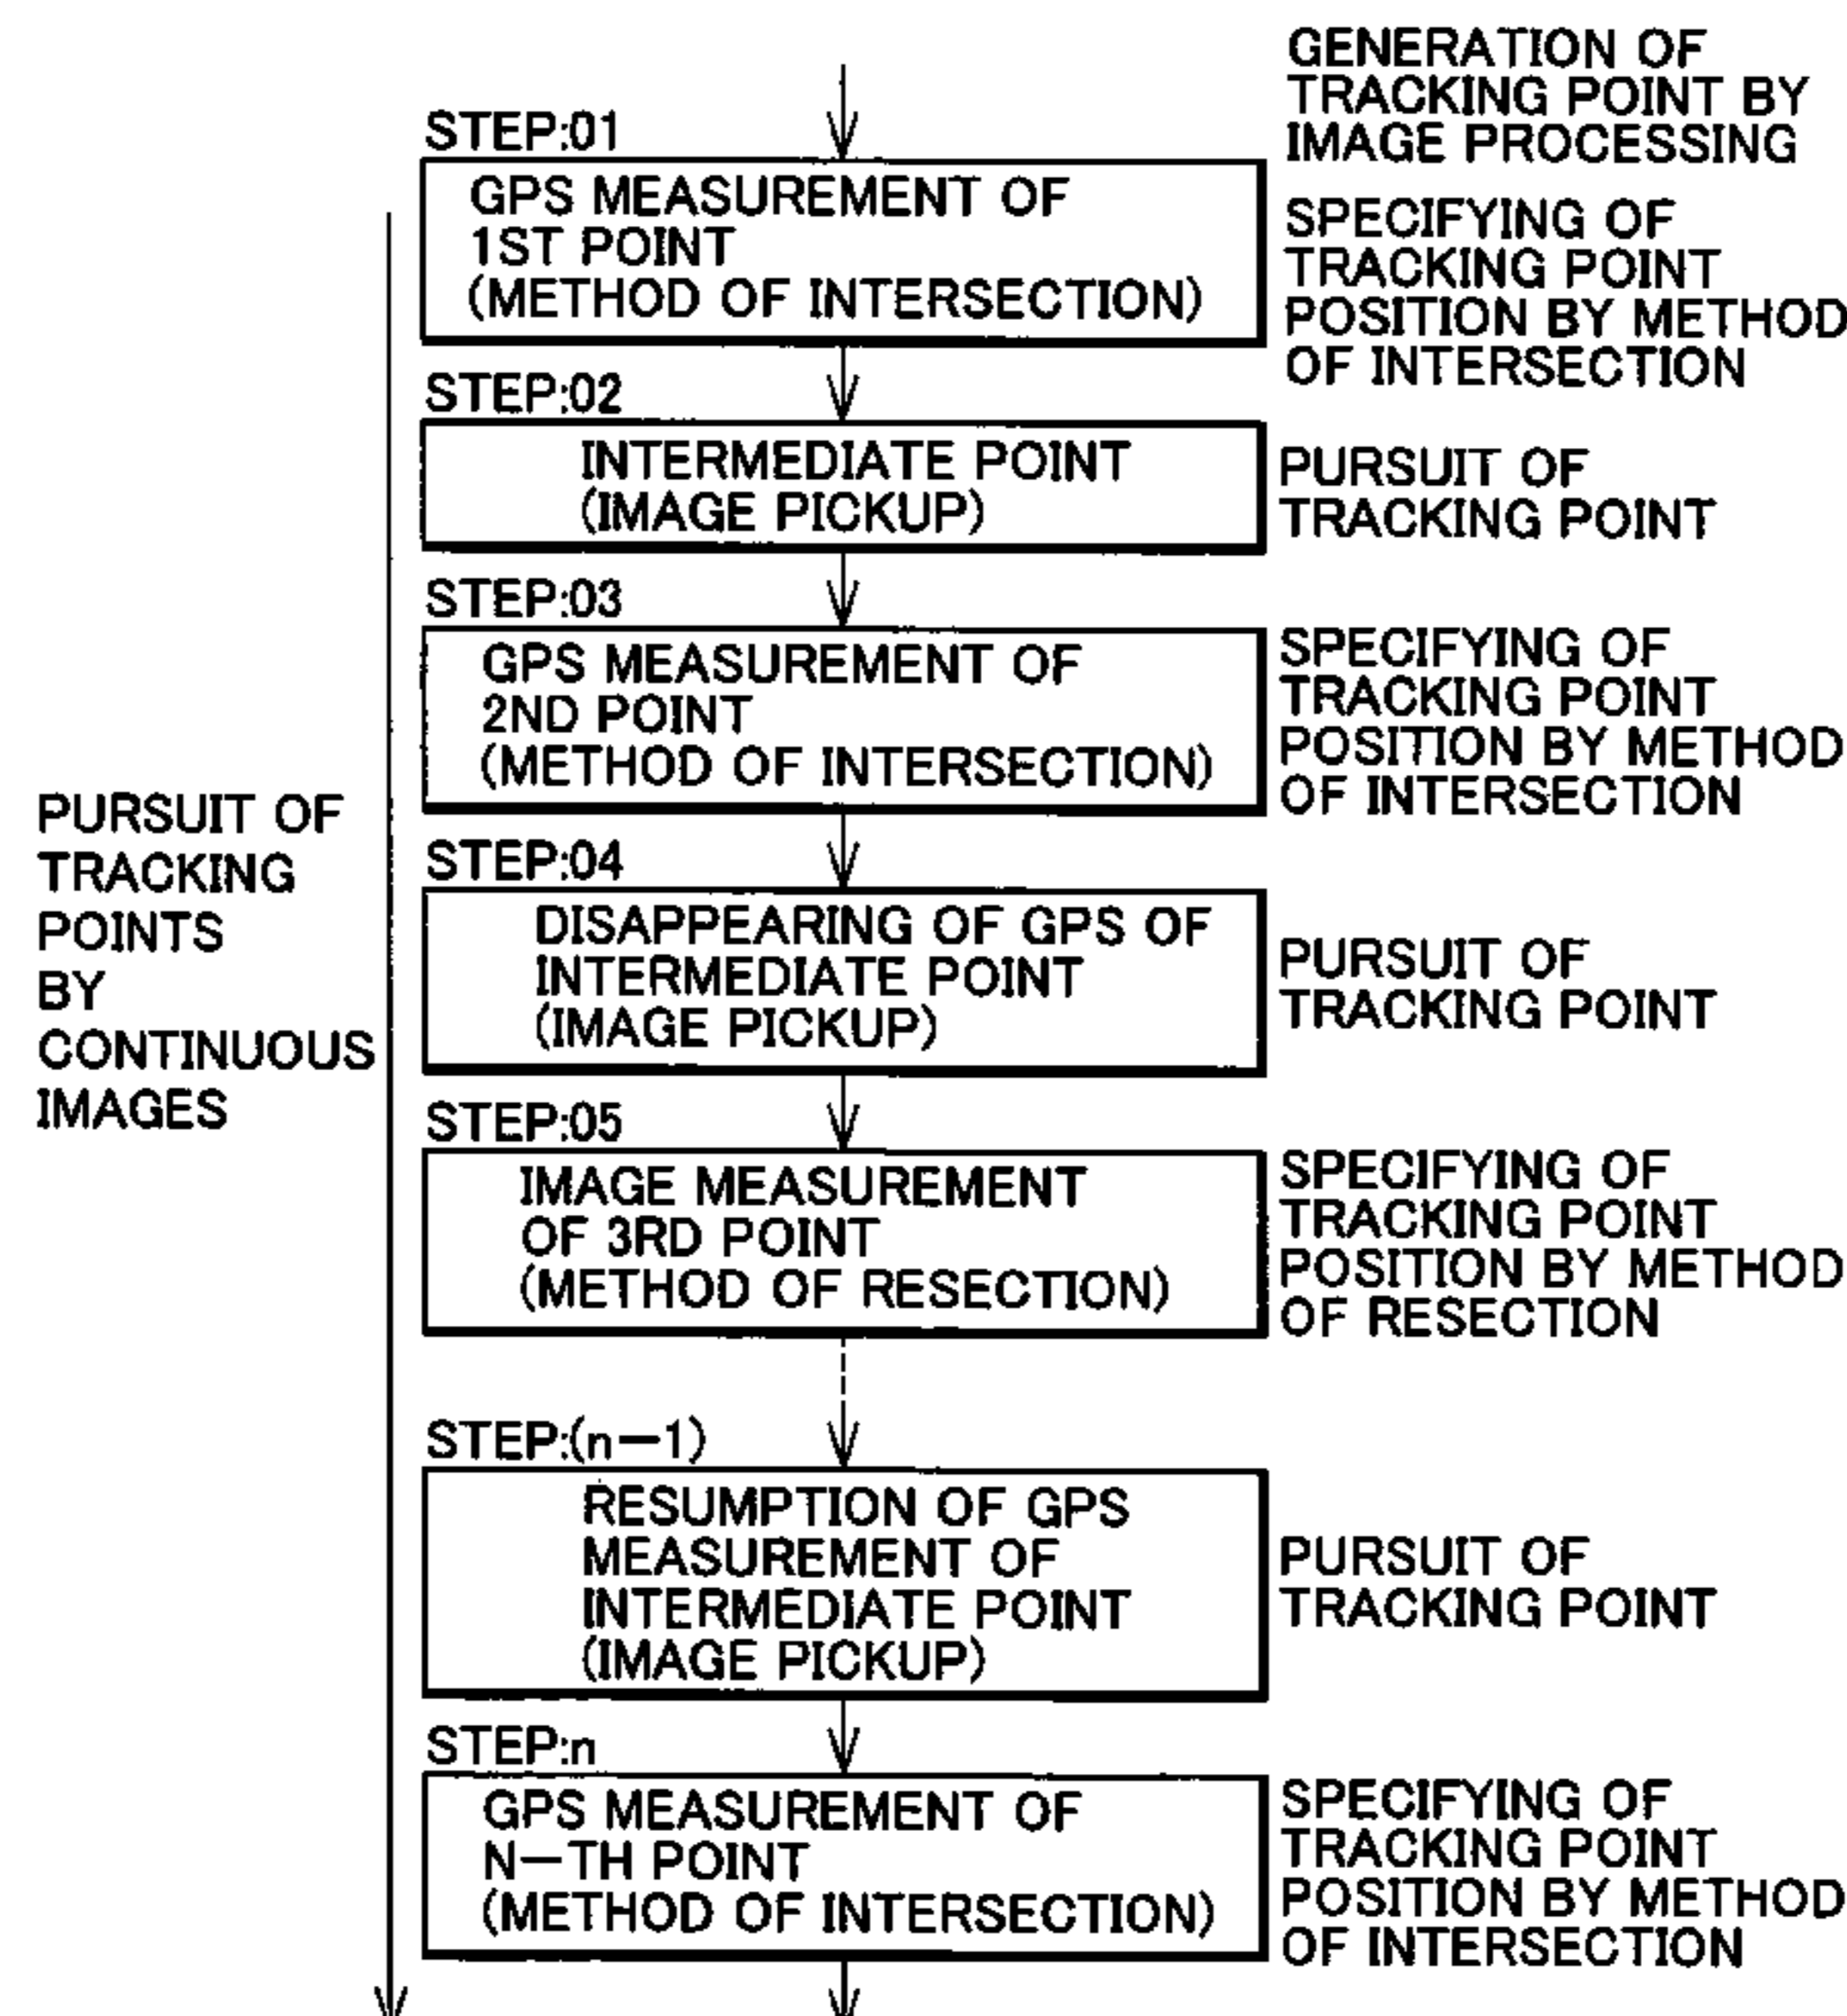 GENERATION OF
TRACKING POINT BY
IMAGE PROCESSING
STEP:01
GPS MEASUREMENT OF
1ST POINT
(METHOD OF INTERSECTION)
SPECIFYING OF
TRACKING POINT
POSITION BY METHOD
OF INTERSECTION
STEP:02
INTERMEDIATE POINT
(IMAGE PICKUP)
PURSUIT OF
TRACKING POINT
STEP:03
GPS MEASUREMENT OF
2ND POINT
(METHOD OF INTERSECTION)
SPECIFYING OF
TRACKING POINT
POSITION BY METHOD
OF INTERSECTION
PURSUIT OF
TRACKING
POINTS
BY
CONTINUOUS
IMAGES
STEP:04
DISAPPEARING OF GPS OF
INTERMEDIATE POINT
(IMAGE PICKUP)
PURSUIT OF
TRACKING POINT
STEP:05
IMAGE MEASUREMENT
OF 3RD POINT
(METHOD OF RESECTION)
SPECIFYING OF
TRACKING POINT
POSITION BY METHOD
OF RESECTION
STEP:(n-1)
RESUMPTION OF GPS
MEASUREMENT OF
INTERMEDIATE POINT
(IMAGE PICKUP)
PURSUIT OF
TRACKING POINT
STEP:n
GPS MEASUREMENT OF
N-TH POINT
(METHOD OF INTERSECTION)
SPECIFYING OF
TRACKING POINT
POSITION BY METHOD
OF INTERSECTION